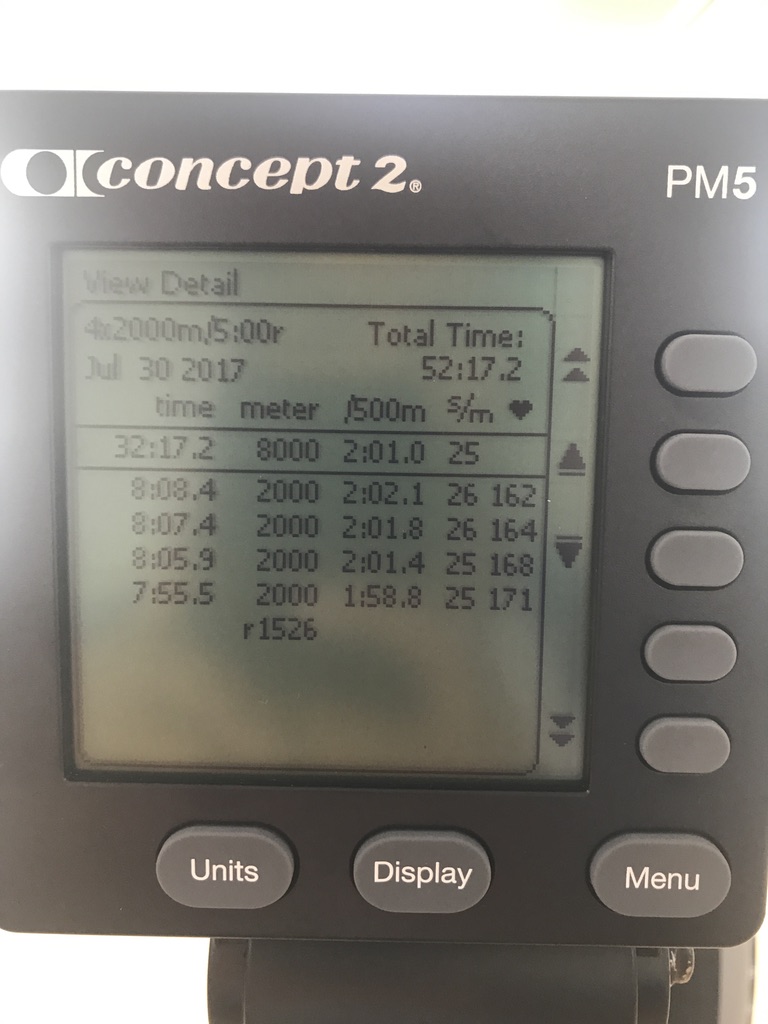 concept 2®
PM5
View Detail
4x2000m/5:00r Total Time:
Jul 30 2017 52:17.2
time meter /500m s/m ♥
32:17.2 8000 2:01.0 25
8:08.4 2000 2:02.1 26 162
8:07.4 2000 2:01.8 26 164
8:05.9 2000 2:01.4 25 168
7:55.5 2000 1:58.8 25 171
r1526
Units Display Menu